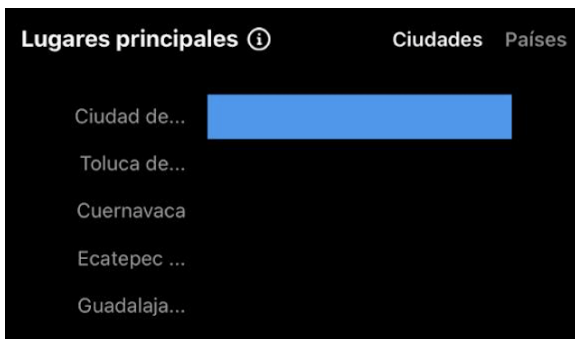 Lugares principales Ciudades Países
Ciudad de...
Toluca de...
Cuernavaca
Ecatepec ...
Guadalaja...